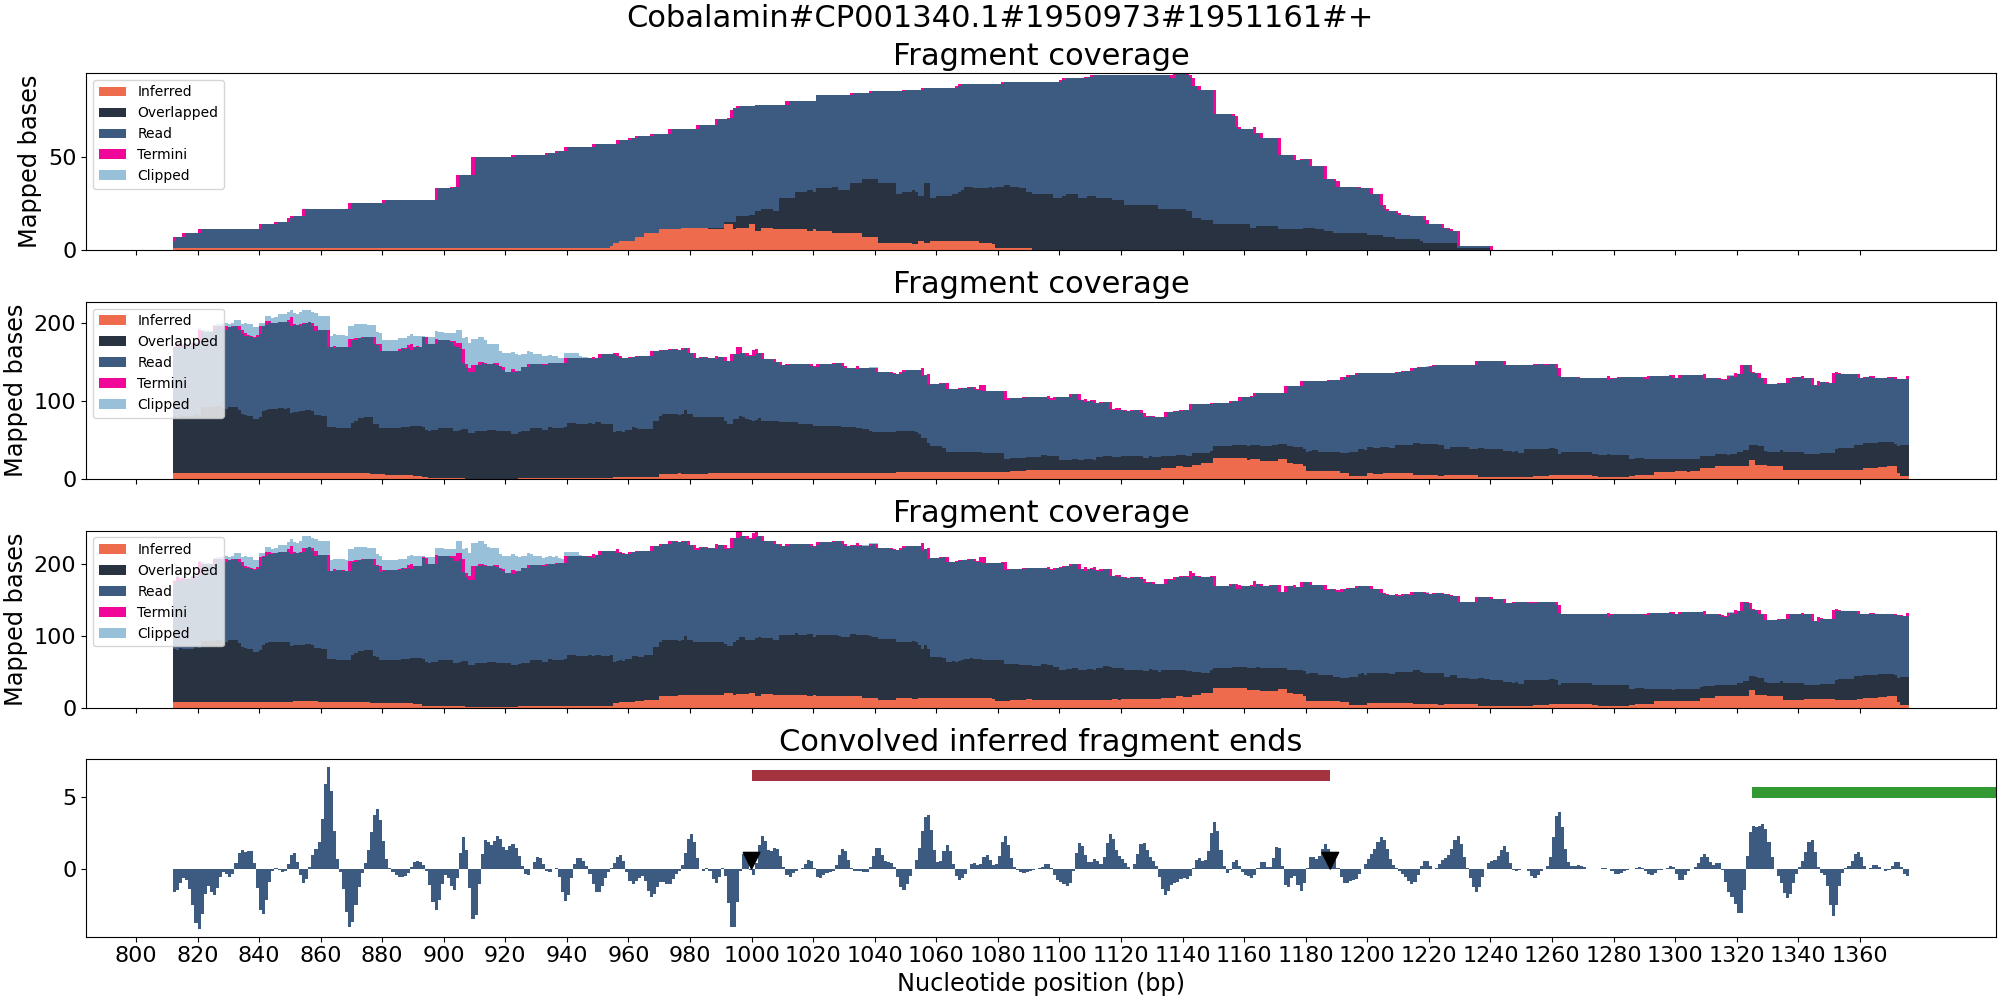 Cobalamin#CP001340.1#1950973#1951161#+
Fragment coverage
Mapped bases
50
0
Inferred
Overlapped
Read
Termini
Clipped
Fragment coverage
Mapped bases
200
100
0
Inferred
Overlapped
Read
Termini
Clipped
Fragment coverage
Mapped bases
200
100
0
Inferred
Overlapped
Read
Termini
Clipped
Convolved inferred fragment ends
5
0
800 820 840 860 880 900 920 940 960 980 1000 1020 1040 1060 1080 1100 1120 1140 1160 1180 1200 1220 1240 1260 1280 1300 1320 1340 1360
Nucleotide position (bp)